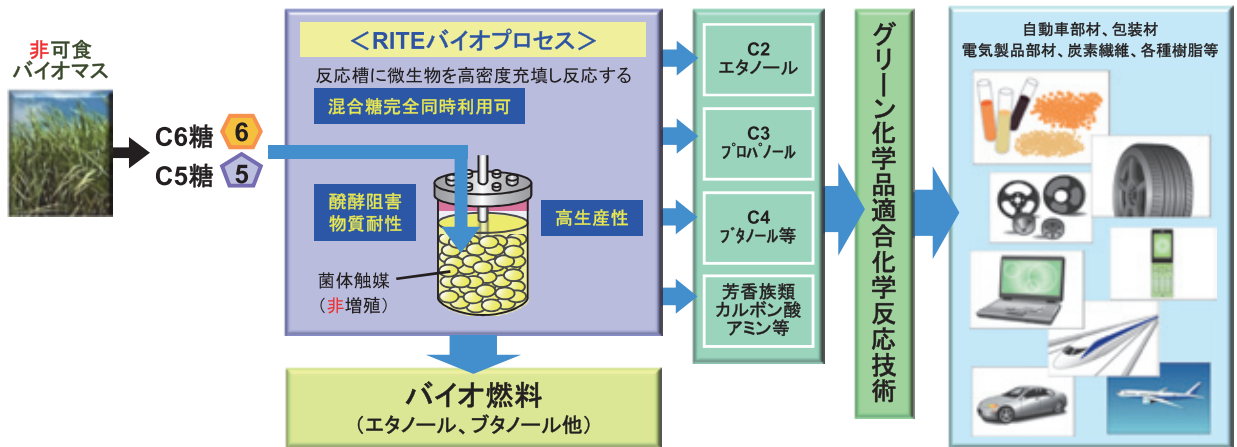 非可食
バイオマス
C6糖 6
C5糖 5
＜RITEバイオプロセス＞
反応槽に微生物を高密度充填し反応する
混合糖完全同時利用可
醗酵阻害
物質耐性
高生産性
菌体触媒
（非増殖）
バイオ燃料
（エタノール、ブタノール他）
C2
エタノール
C3
ﾌﾟﾛﾊﾟﾉｰﾙ
C4
ﾌﾞﾀﾉｰﾙ等
芳香族類
カルボン酸
アミン等
グリーン化学品適合化学反応技術
自動車部材、包装材
電気製品部材、炭素繊維、各種樹脂等